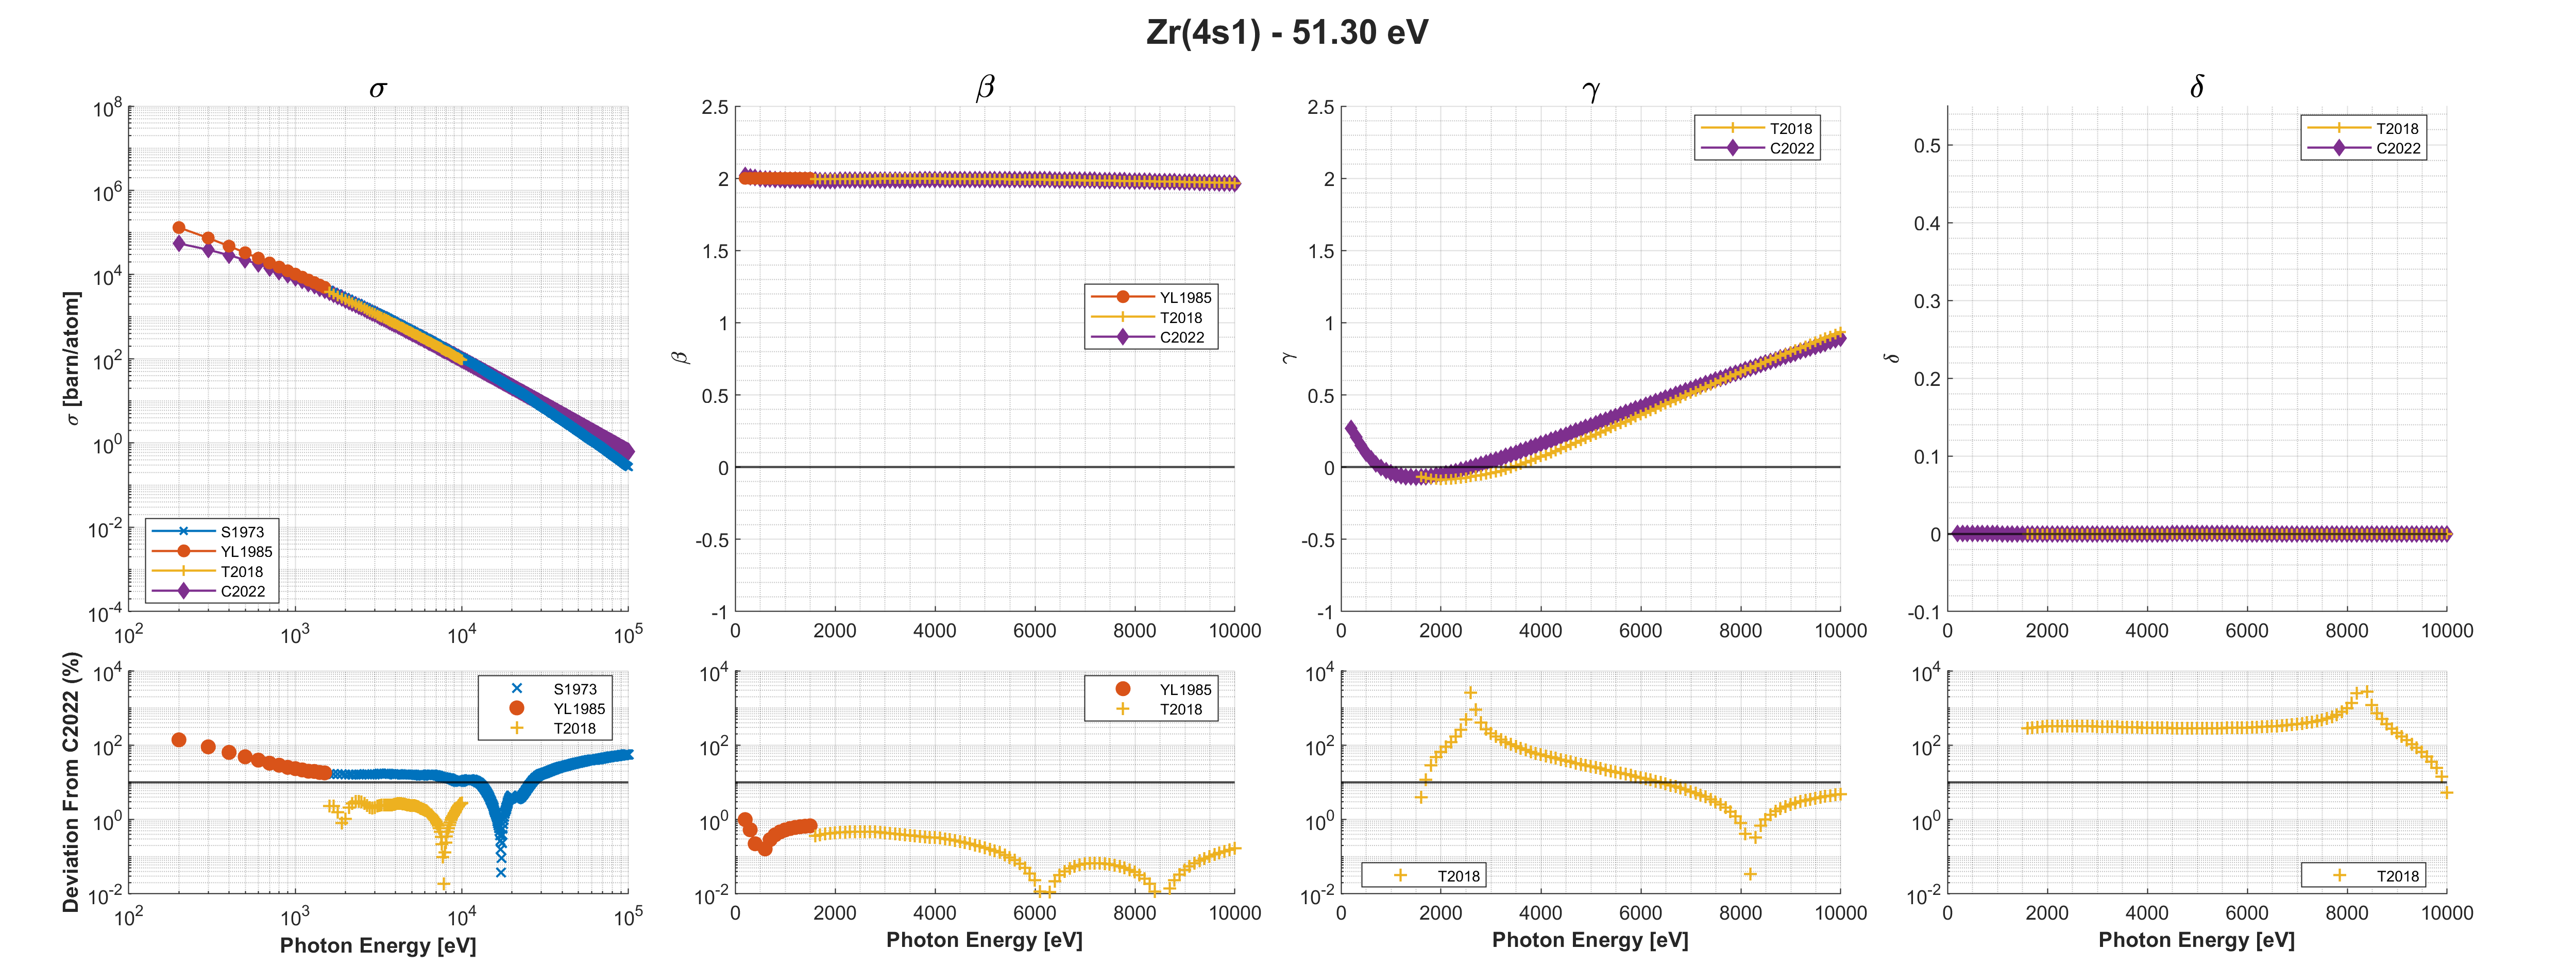 Zr(4s1) - 51.30 eV
σ
σ [barn/atom]
10^8
10^6
10^4
10^2
10^0
10^-2
10^-4
10^2
10^3
10^4
10^5
S1973
YL1985
T2018
C2022
β
β
2.5
2
1.5
1
0.5
0
-0.5
-1
0
2000
4000
6000
8000
10000
YL1985
T2018
C2022
γ
γ
2.5
2
1.5
1
0.5
0
-0.5
-1
0
2000
4000
6000
8000
10000
T2018
C2022
δ
δ
0.5
0.4
0.3
0.2
0.1
0
-0.1
0
2000
4000
6000
8000
10000
T2018
C2022
Deviation From C2022 (%)
10^4
10^2
10^0
10^-2
10^2
10^3
10^4
10^5
Photon Energy [eV]
S1973
YL1985
T2018
10^4
10^2
10^0
10^-2
0
2000
4000
6000
8000
10000
Photon Energy [eV]
YL1985
T2018
10^4
10^2
10^0
10^-2
0
2000
4000
6000
8000
10000
Photon Energy [eV]
T2018
10^4
10^2
10^0
10^-2
0
2000
4000
6000
8000
10000
Photon Energy [eV]
T2018